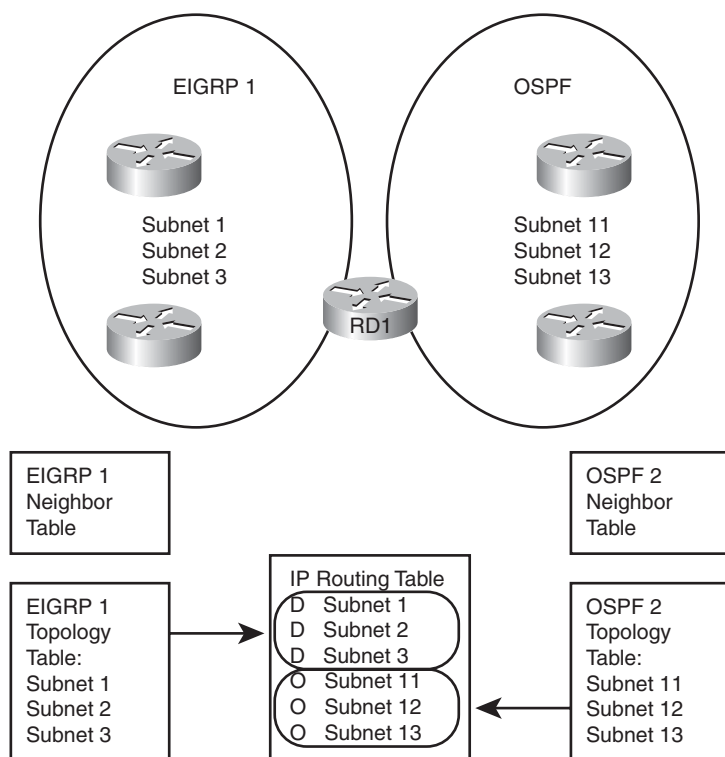 EIGRP 1
OSPF
Subnet 1
Subnet 2
Subnet 3
Subnet 11
Subnet 12
Subnet 13
RD1
EIGRP 1
Neighbor
Table
OSPF 2
Neighbor
Table
EIGRP 1
Topology
Table:
Subnet 1
Subnet 2
Subnet 3
IP Routing Table
D Subnet 1
D Subnet 2
D Subnet 3
O Subnet 11
O Subnet 12
O Subnet 13
OSPF 2
Topology
Table:
Subnet 11
Subnet 12
Subnet 13